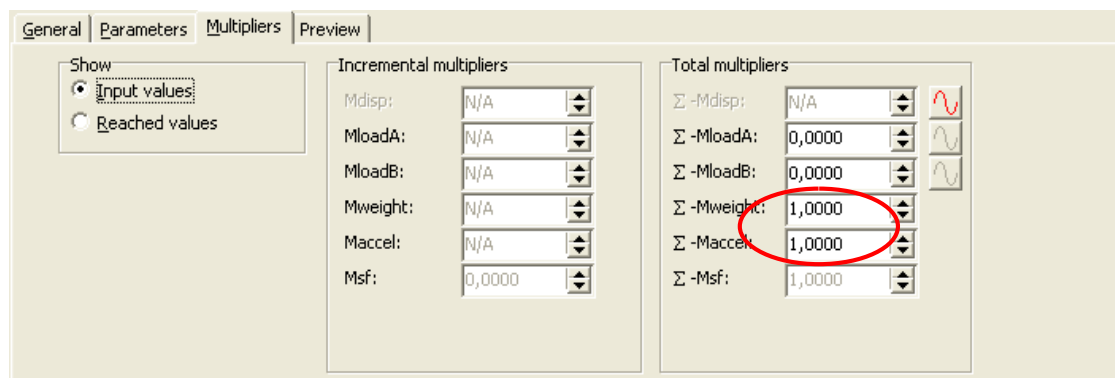 General Parameters Multipliers Preview
Show
Input values
Reached values
Incremental multipliers
Mdisp: N/A
MloadA: N/A
MloadB: N/A
Mweight: N/A
Maccel: N/A
Msf: 0,0000
Total multipliers
Σ -Mdisp: N/A
Σ -MloadA: 0,0000
Σ -MloadB: 0,0000
Σ -Mweight: 1,0000
Σ -Maccel: 1,0000
Σ -Msf: 1,0000